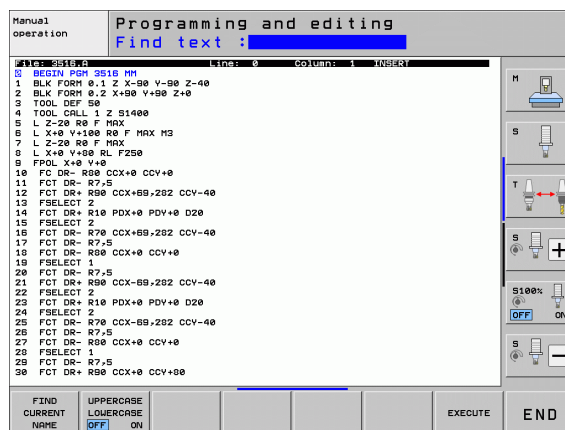 Manual
operation
Programming and editing
Find text :
File: 3516.A Line: 0 Column: 1 INSERT
0 BEGIN PGM 3516 MM
1 BLK FORM 0.1 Z X-90 Y-90 Z-40
2 BLK FORM 0.2 X+90 Y+90 Z+0
3 TOOL DEF 50
4 TOOL CALL 1 Z S1400
5 L Z-20 R0 F MAX
6 L X+0 Y+100 R0 F MAX M3
7 L Z-20 R0 F MAX
8 L X+0 Y+80 RL F250
9 FPOL X+0 Y+0
10 FC DR- R80 CCX+0 CCY+0
11 FCT DR- R7,5
12 FCT DR+ R90 CCX+69,282 CCY-40
13 FSELECT 2
14 FCT DR+ R10 PDX+0 PDY+0 D20
15 FSELECT 2
16 FCT DR- R70 CCX+69,282 CCY-40
17 FCT DR- R7,5
18 FCT DR- R80 CCX+0 CCY+0
19 FSELECT 1
20 FCT DR- R7,5
21 FCT DR+ R90 CCX-69,282 CCY-40
22 FSELECT 2
23 FCT DR+ R10 PDX+0 PDY+0 D20
24 FSELECT 2
25 FCT DR- R70 CCX-69,282 CCY-40
26 FCT DR- R7,5
27 FCT DR- R80 CCX+0 CCY+0
28 FSELECT 1
29 FCT DR- R7,5
30 FCT DR+ R90 CCX+0 CCY+80
M
S
T
S
+
S100%
OFF ON
S
-
FIND
CURRENT
NAME
UPPERCASE
LOWERCASE
OFF ON
EXECUTE
END